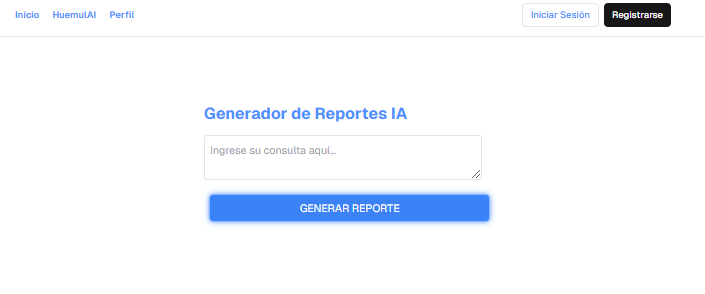 Inicio HuemulAI Perfil Iniciar Sesión Registrarse
Generador de Reportes IA
Ingrese su consulta aquí...
GENERAR REPORTE